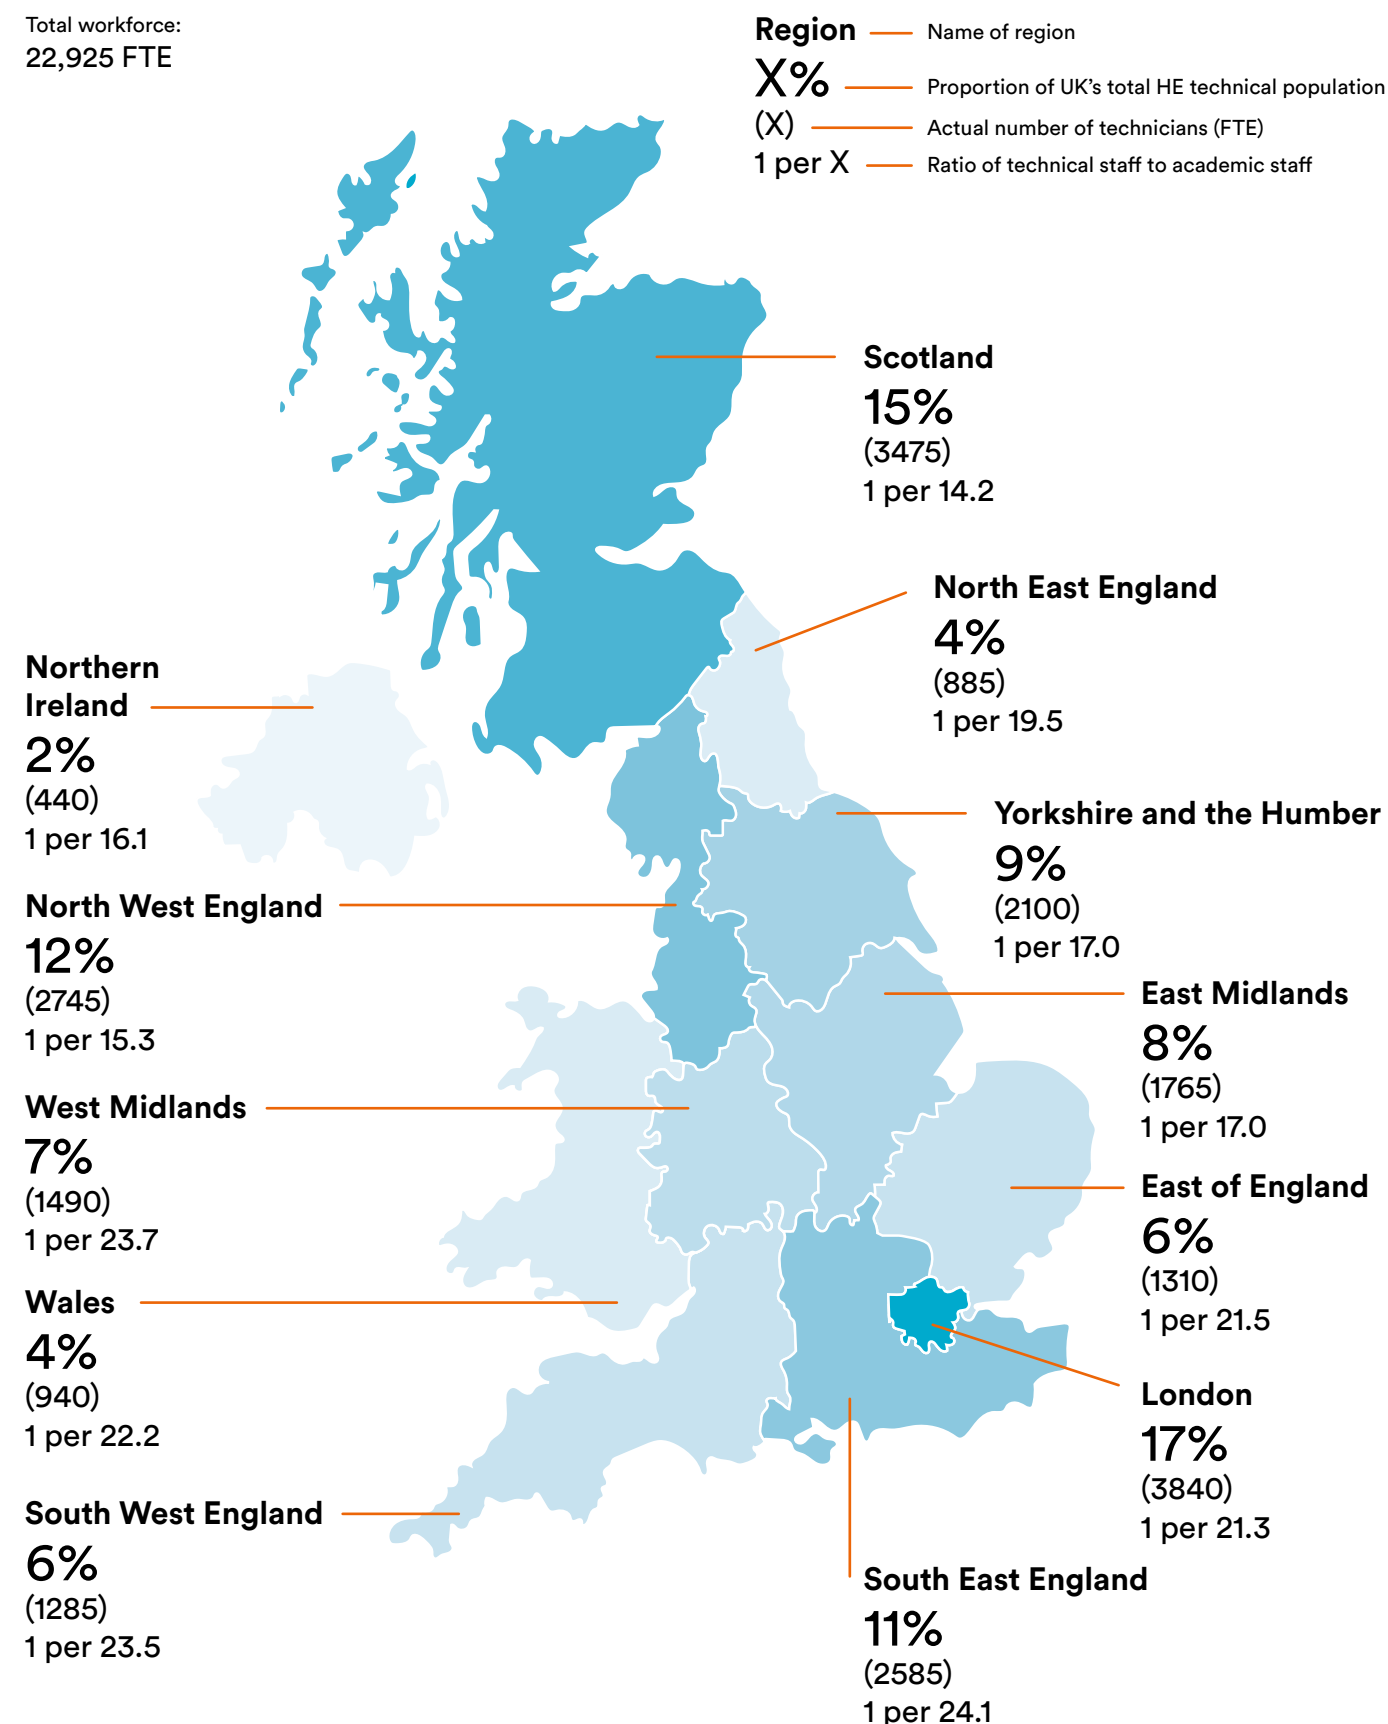 Total workforce:
22,925 FTE
Region
Name of region
X%
Proportion of UK's total HE technical population
(X)
Actual number of technicians (FTE)
1 per X
Ratio of technical staff to academic staff
Scotland
15%
(3475)
1 per 14.2
North East England
4%
(885)
1 per 19.5
Northern
Ireland
2%
(440)
1 per 16.1
Yorkshire and the Humber
9%
(2100)
1 per 17.0
North West England
12%
(2745)
1 per 15.3
East Midlands
8%
(1765)
1 per 17.0
West Midlands
7%
(1490)
1 per 23.7
East of England
6%
(1310)
1 per 21.5
Wales
4%
(940)
1 per 22.2
London
17%
(3840)
1 per 21.3
South West England
6%
(1285)
1 per 23.5
South East England
11%
(2585)
1 per 24.1